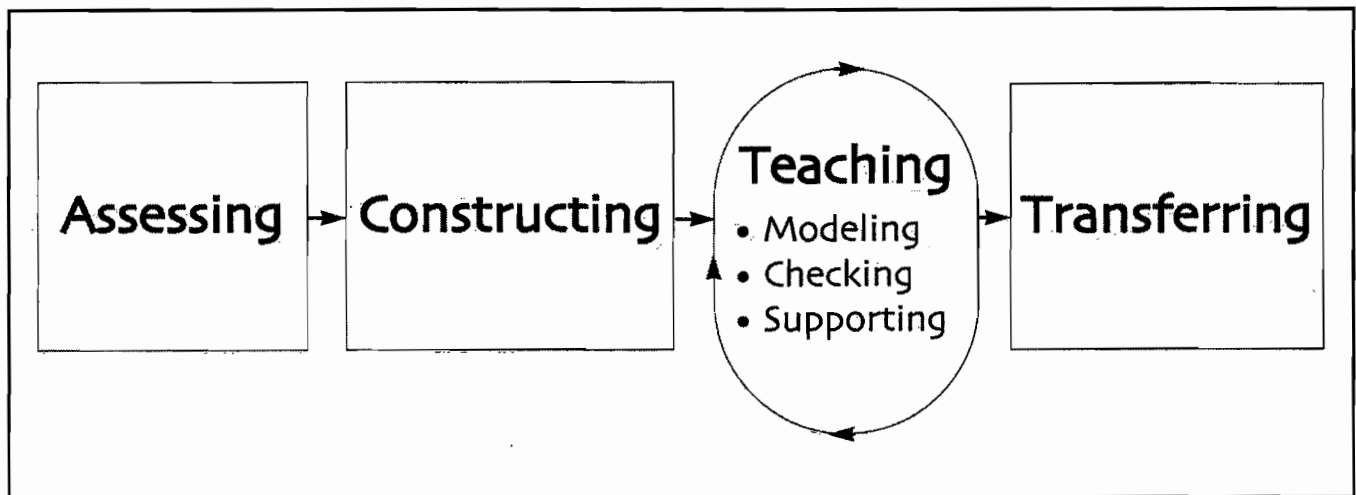 Assessing
Constructing
Teaching
• Modeling
• Checking
• Supporting
Transferring